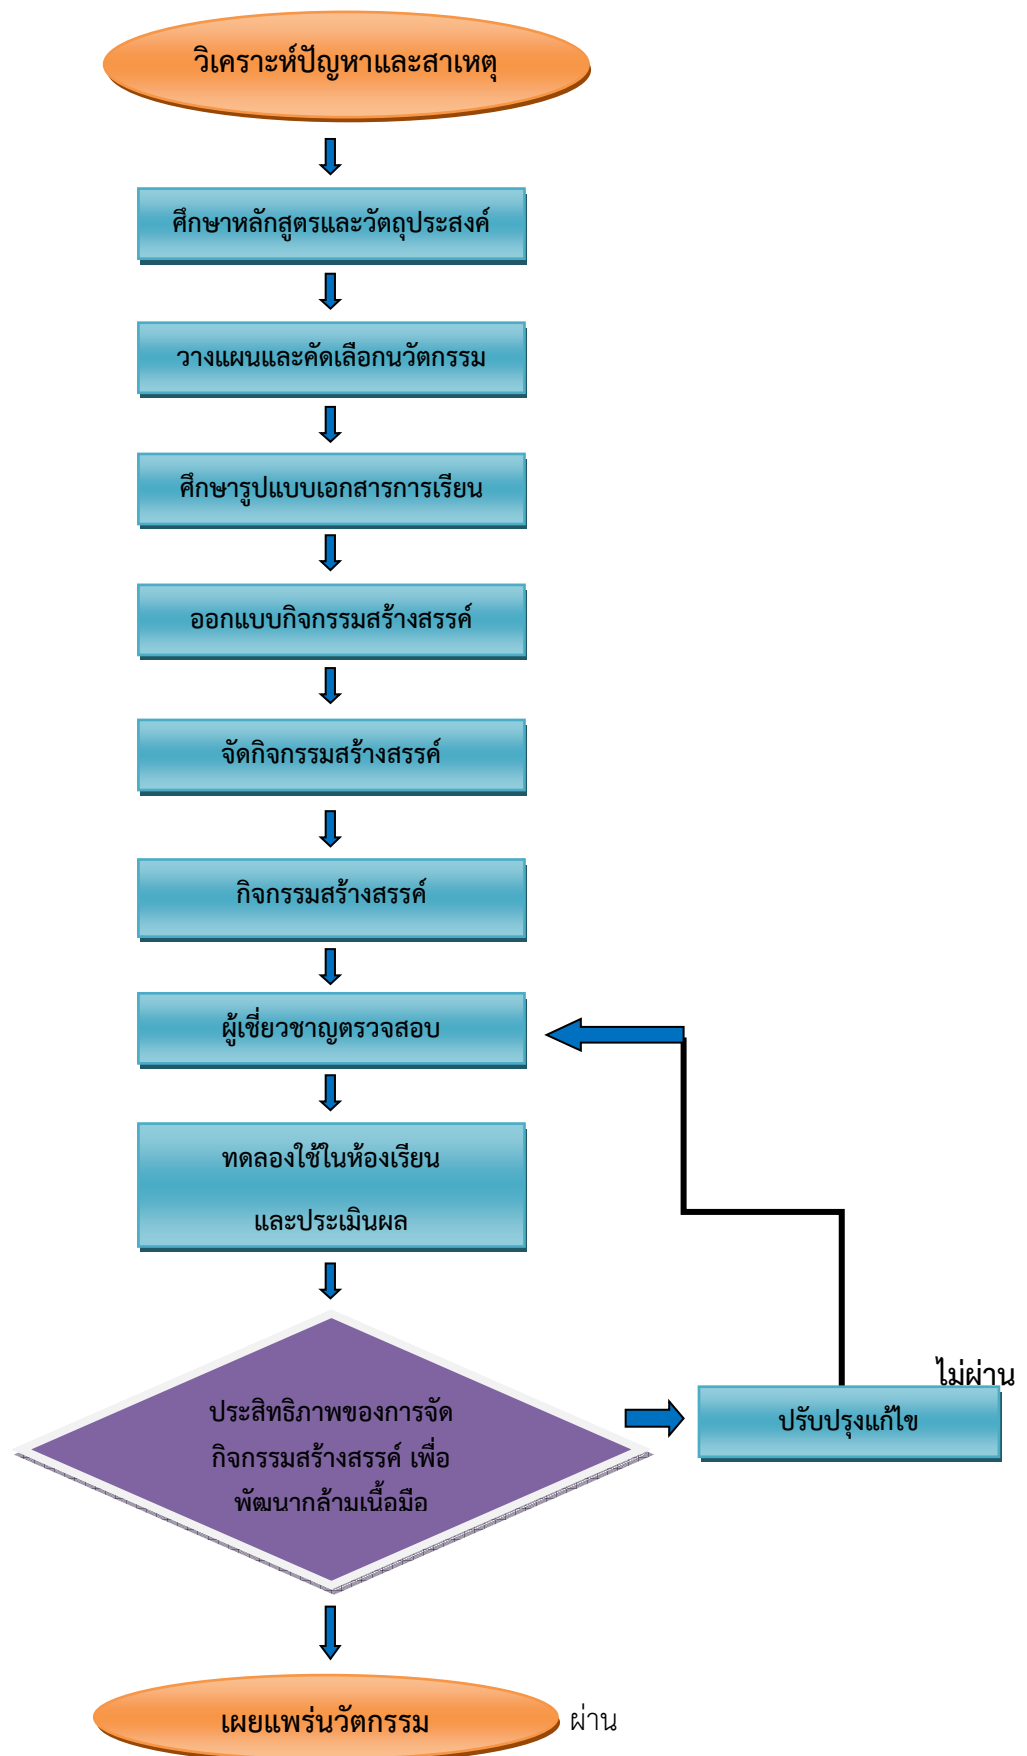 วิเคราะห์ปัญหาและสาเหตุ
ศึกษาหลักสูตรและวัตถุประสงค์
วางแผนและคัดเลือกนวัตกรรม
ศึกษารูปแบบเอกสารการเรียน
ออกแบบกิจกรรมสร้างสรรค์
จัดกิจกรรมสร้างสรรค์
กิจกรรมสร้างสรรค์
ผู้เชี่ยวชาญตรวจสอบ
ทดลองใช้ในห้องเรียน
และประเมินผล
ไม่ผ่าน
ปรับปรุงแก้ไข
ประสิทธิภาพของการจัด
กิจกรรมสร้างสรรค์ เพื่อ
พัฒนากล้ามเนื้อมือ
เผยแพร่นวัตกรรม
ผ่าน